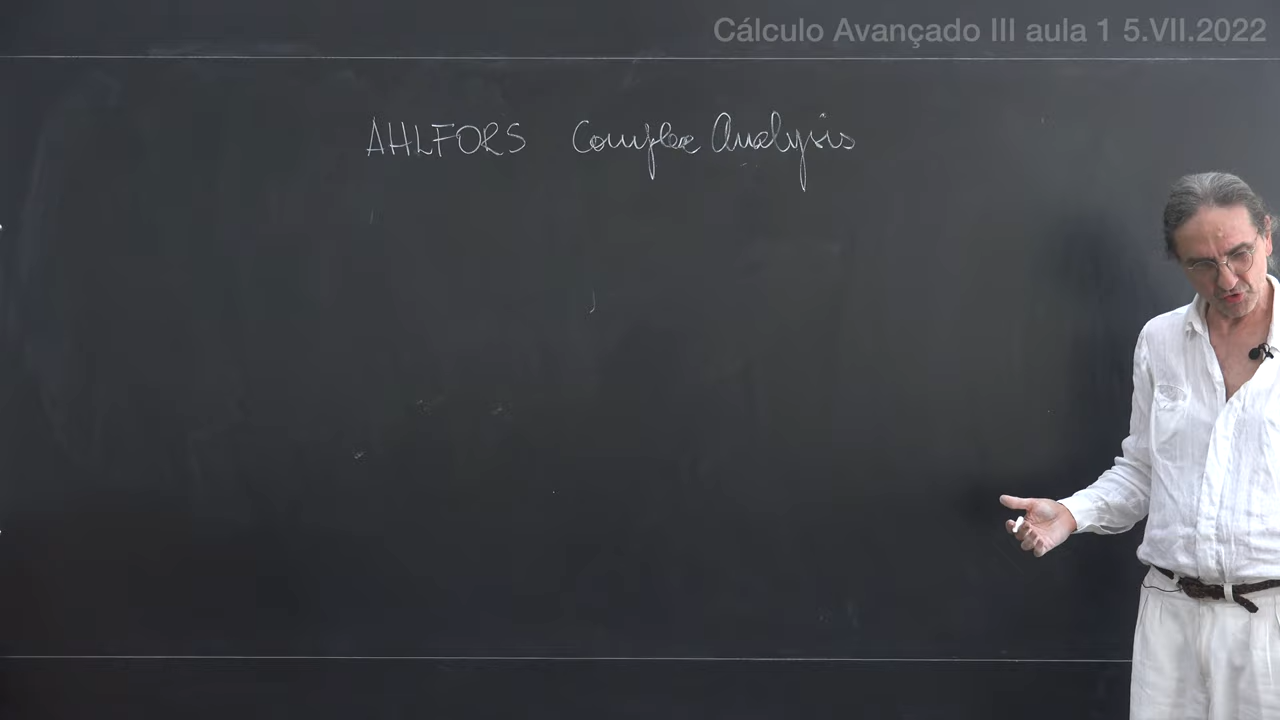 Cálculo Avançado III aula 1 5.VII.2022
AHLFORS Complex Analysis